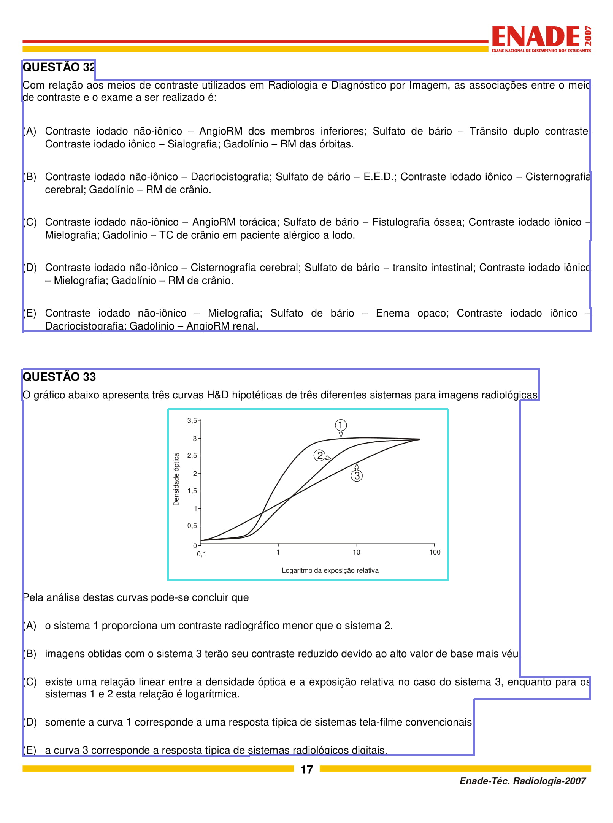 ENADE 2007
EXAME NACIONAL DE DESEMPENHO DOS ESTUDANTES
QUESTÃO 32
Com relação aos meios de contraste utilizados em Radiologia e Diagnóstico por Imagem, as associações entre o meio
de contraste e o exame a ser realizado é:
(A) Contraste iodado não-iônico – AngioRM dos membros inferiores; Sulfato de bário – Trânsito duplo contraste
Contraste iodado iônico – Sialografia; Gadolínio – RM das órbitas.
(B) Contraste iodado não-iônico – Dacriocistografia; Sulfato de bário – E.E.D.; Contraste iodado iônico – Cisternografia
cerebral; Gadolínio – RM de crânio.
(C) Contraste iodado não-iônico – AngioRM torácica; Sulfato de bário – Fistulografia óssea; Contraste iodado iônico –
Mielografia; Gadolínio – TC de crânio em paciente alérgico a Iodo.
(D) Contraste iodado não-iônico – Cisternografia cerebral; Sulfato de bário – transito intestinal; Contraste iodado iônico
– Mielografia; Gadolínio – RM de crânio.
(E) Contraste iodado não-iônico – Mielografia; Sulfato de bário – Enema opaco; Contraste iodado iônico –
Dacriocistografia; Gadolínio – AngioRM renal.
QUESTÃO 33
O gráfico abaixo apresenta três curvas H&D hipotéticas de três diferentes sistemas para imagens radiológicas
3,5
3
2,5
2
1,5
1
0,5
0
Densidade óptica
1
2
3
0,1 1 10 100
Logaritmo da exposição relativa
Pela análise destas curvas pode-se concluir que
(A) o sistema 1 proporciona um contraste radiográfico menor que o sistema 2.
(B) imagens obtidas com o sistema 3 terão seu contraste reduzido devido ao alto valor de base mais véu
(C) existe uma relação linear entre a densidade óptica e a exposição relativa no caso do sistema 3, enquanto para os
sistemas 1 e 2 esta relação é logarítmica.
(D) somente a curva 1 corresponde a uma resposta típica de sistemas tela-filme convencionais
(E) a curva 3 corresponde a resposta típica de sistemas radiológicos digitais.
17
Enade-Téc. Radiologia-2007